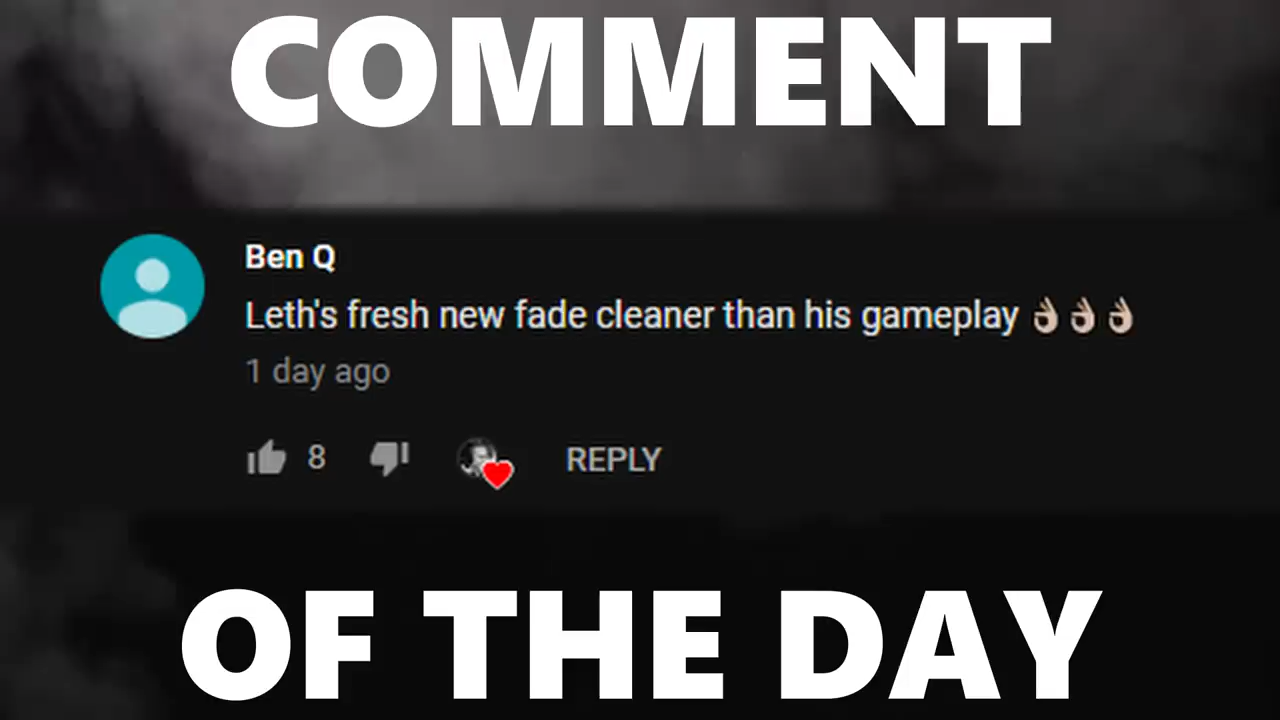 COMMENT
Ben Q
Leth's fresh new fade cleaner than his gameplay 👌🏻👌🏻👌🏻
1 day ago
8
REPLY
OF THE DAY